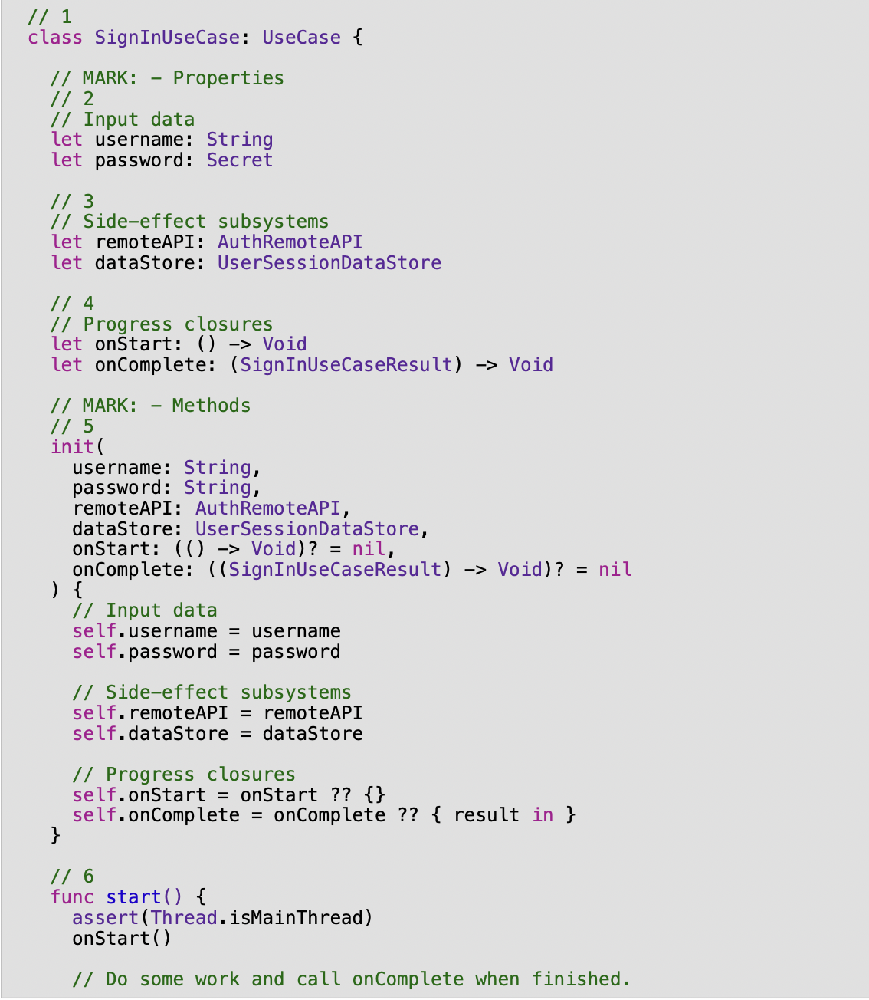 // 1
class SignInUseCase: UseCase {
// MARK: - Properties
// 2
// Input data
let username: String
let password: Secret
// 3
// Side-effect subsystems
let remoteAPI: AuthRemoteAPI
let dataStore: UserSessionDataStore
// 4
// Progress closures
let onStart: () -> Void
let onComplete: (SignInUseCaseResult) -> Void
// MARK: - Methods
// 5
init(
username: String,
password: String,
remoteAPI: AuthRemoteAPI,
dataStore: UserSessionDataStore,
onStart: (() -> Void)? = nil,
onComplete: ((SignInUseCaseResult) -> Void)? = nil
) {
// Input data
self.username = username
self.password = password
// Side-effect subsystems
self.remoteAPI = remoteAPI
self.dataStore = dataStore
// Progress closures
self.onStart = onStart ?? {}
self.onComplete = onComplete ?? { result in }
}
// 6
func start() {
assert(Thread.isMainThread)
onStart()
// Do some work and call onComplete when finished.